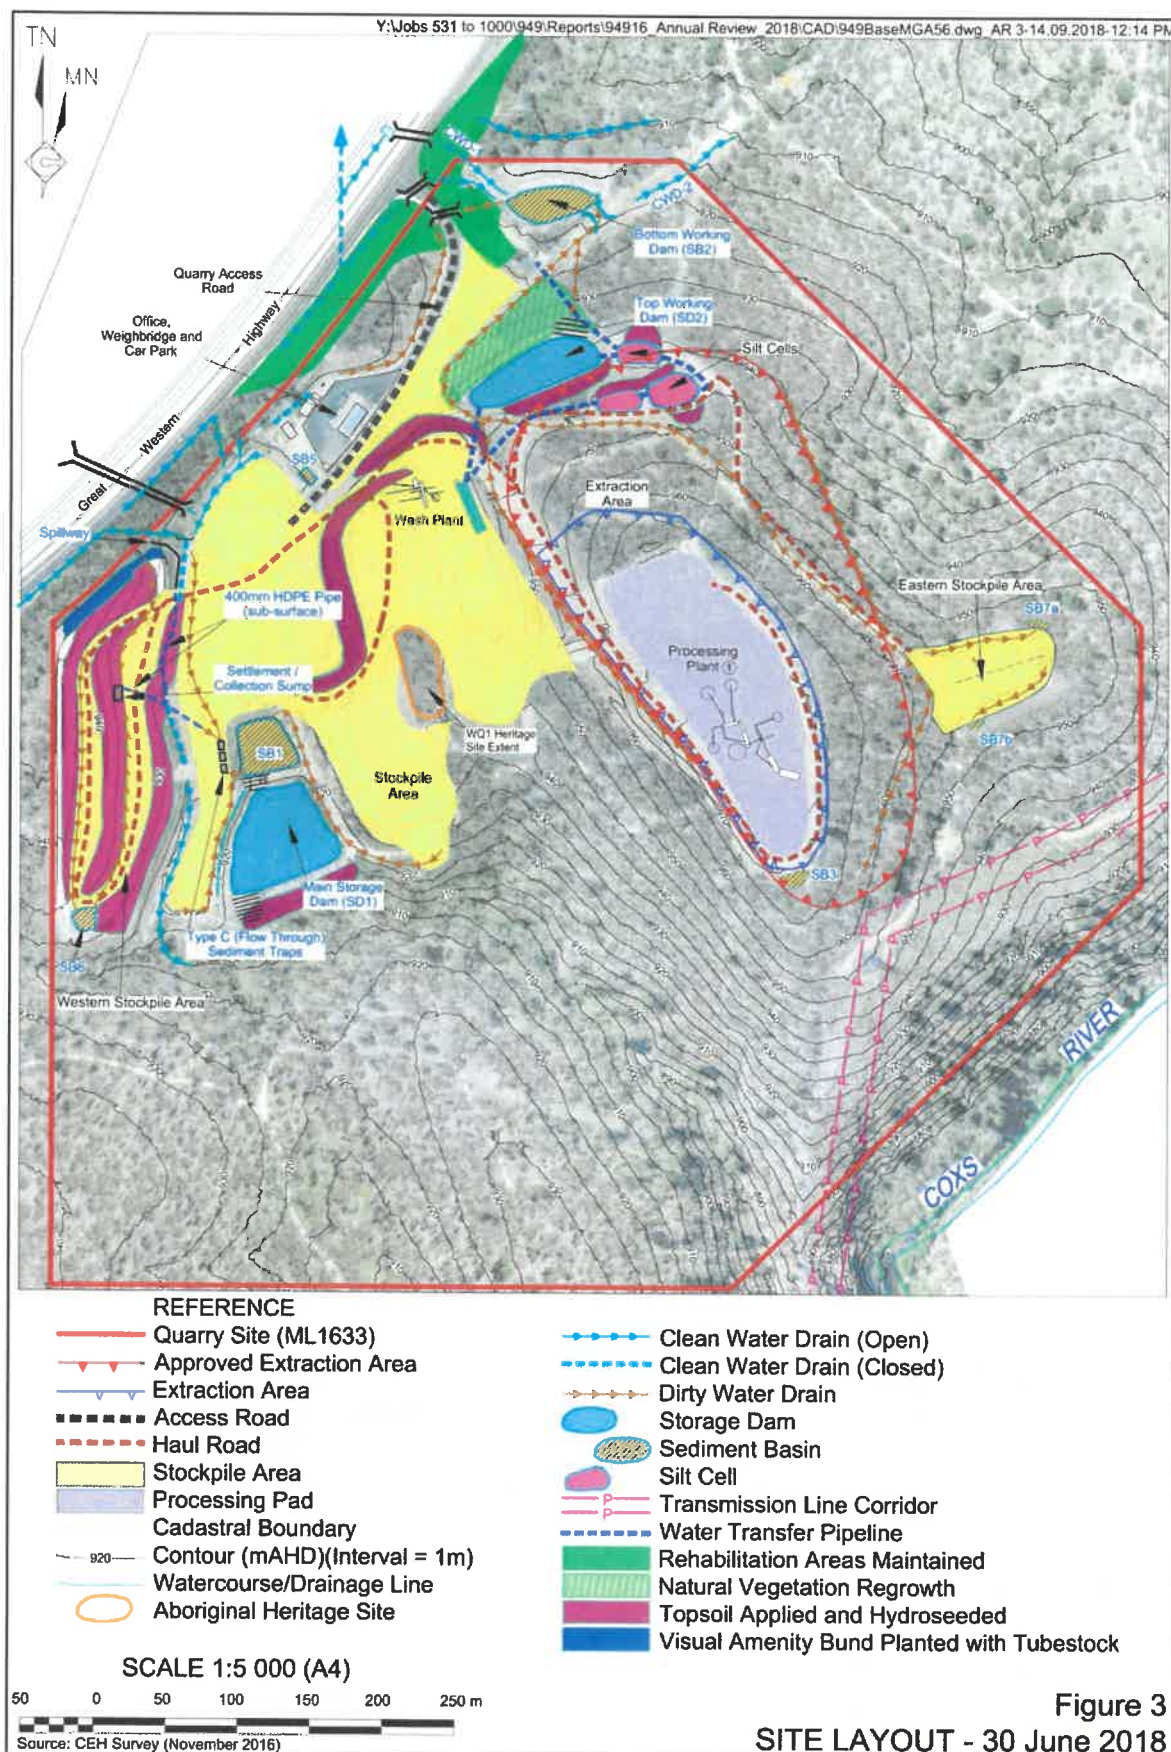 Y:\Jobs 531 to 1000\949\Reports\94916_Annual Review_2018\CAD\949BaseMGA56.dwg_AR 3-14.09.2018-12:14 PM
TN
MN
CWD-1
CWD-2
Bottom Working
Dam (SB2)
Quarry Access
Road
Office,
Weighbridge and
Car Park
Top Working
Dam (SD2)
Silt Cells
Great Western Highway
SB5
Extraction
Area
Wash Plant
Spillway
Eastern Stockpile Area
SB7a
400mm HDPE Pipe
(sub-surface)
Processing
Plant 1
Settlement /
Collection Sump
WQ1 Heritage
Site Extent
SB7b
SB1
Stockpile
Area
SB3
Main Storage
Dam (SD1)
Type C (Flow Through)
Sediment Traps
SB6
Western Stockpile Area
COXS RIVER
REFERENCE
Quarry Site (ML1633)
Approved Extraction Area
Extraction Area
Access Road
Haul Road
Stockpile Area
Processing Pad
Cadastral Boundary
920
Contour (mAHD)(Interval = 1m)
Watercourse/Drainage Line
Aboriginal Heritage Site
Clean Water Drain (Open)
Clean Water Drain (Closed)
Dirty Water Drain
Storage Dam
Sediment Basin
Silt Cell
P
P
Transmission Line Corridor
Water Transfer Pipeline
Rehabilitation Areas Maintained
Natural Vegetation Regrowth
Topsoil Applied and Hydroseeded
Visual Amenity Bund Planted with Tubestock
SCALE 1:5 000 (A4)
50 0 50 100 150 200 250 m
Source: CEH Survey (November 2016)
Figure 3
SITE LAYOUT - 30 June 2018